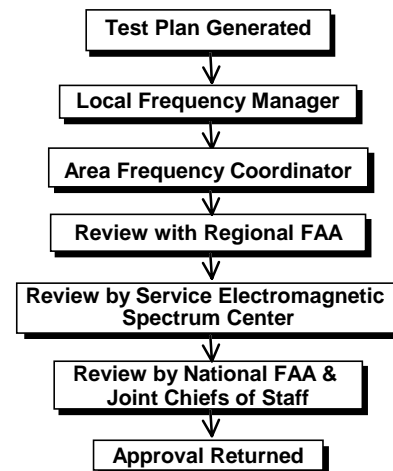 Test Plan Generated
Local Frequency Manager
Area Frequency Coordinator
Review with Regional FAA
Review by Service Electromagnetic
Spectrum Center
Review by National FAA &
Joint Chiefs of Staff
Approval Returned